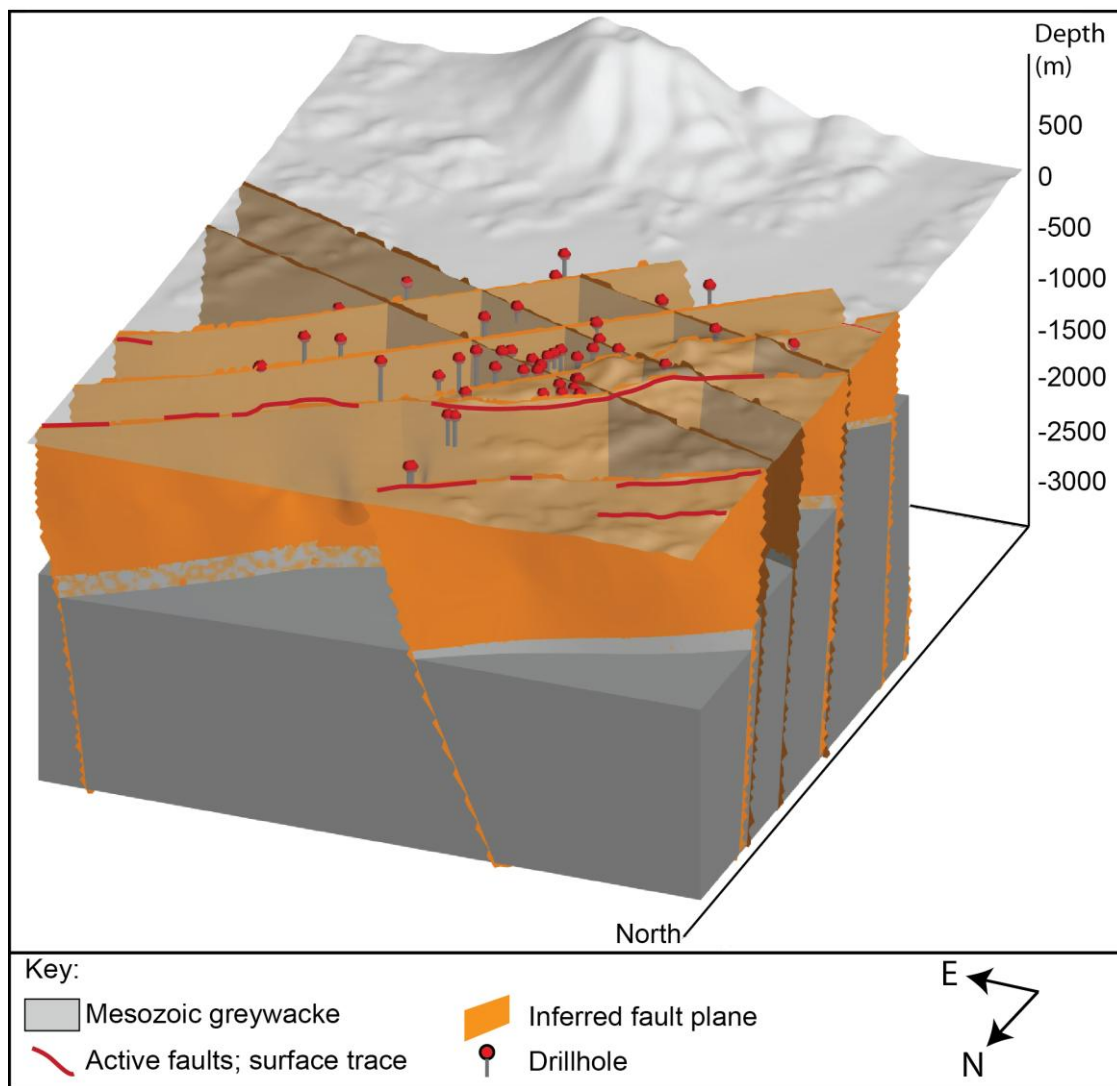 Depth
(m)
500
0
-500
-1000
-1500
-2000
-2500
-3000
North
Key:
Mesozoic greywacke
Active faults; surface trace
Inferred fault plane
Drillhole
E
N